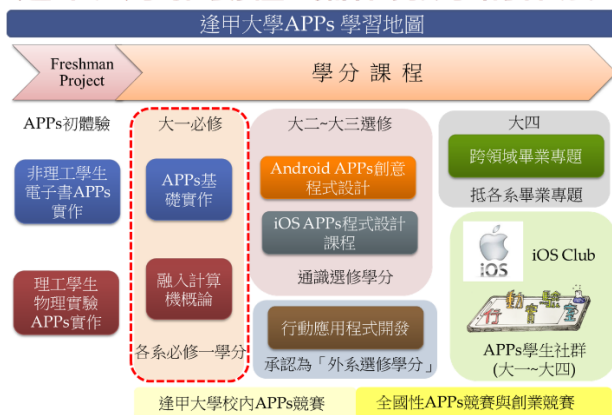 逢甲大學APPs 學習地圖
Freshman
Project
學 分 課 程
APPs初體驗
非理工學生
電子書APPs
實作
理工學生
物理實驗
APPs實作
大一必修
APPs基
礎實作
融入計算
機概論
各系必修一學分
大二~大三選修
Android APPs創意
程式設計
iOS APPs程式設計
課程
通識選修學分
行動應用程式開發
承認為「外系選修學分」
大四
跨領域畢業專題
抵各系畢業專題
iOS
iOS Club
行動實驗室
APPs學生社群
(大一~大四)
逢甲大學校內APPs競賽
全國性APPs競賽與創業競賽